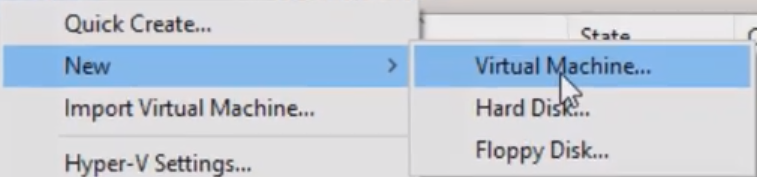 Quick Create...
State
New
Virtual Machine...
Import Virtual Machine...
Hard Disk...
Floppy Disk...
Hyper-V Settings...